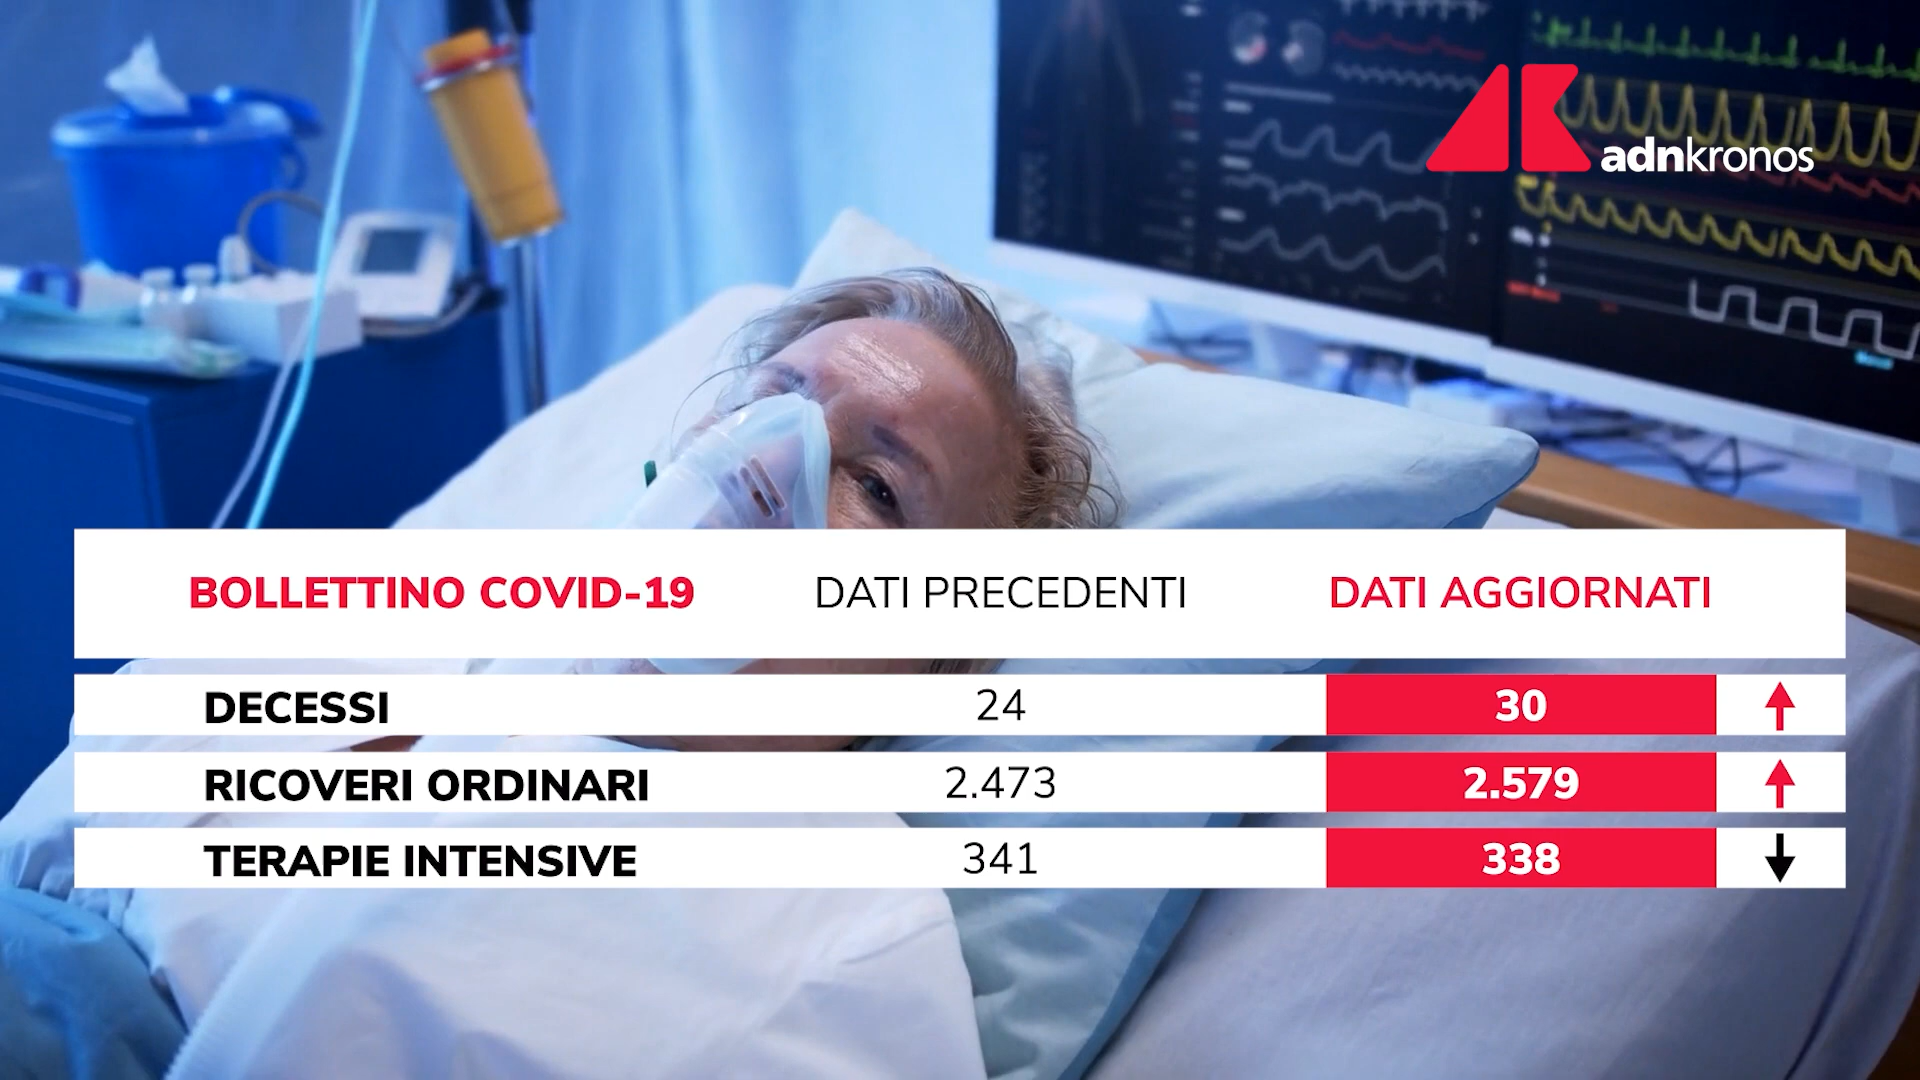 adnkronos
BOLLETTINO COVID-19 DATI PRECEDENTI DATI AGGIORNATI
DECESSI 24 30
RICOVERI ORDINARI 2.473 2.579
TERAPIE INTENSIVE 341 338